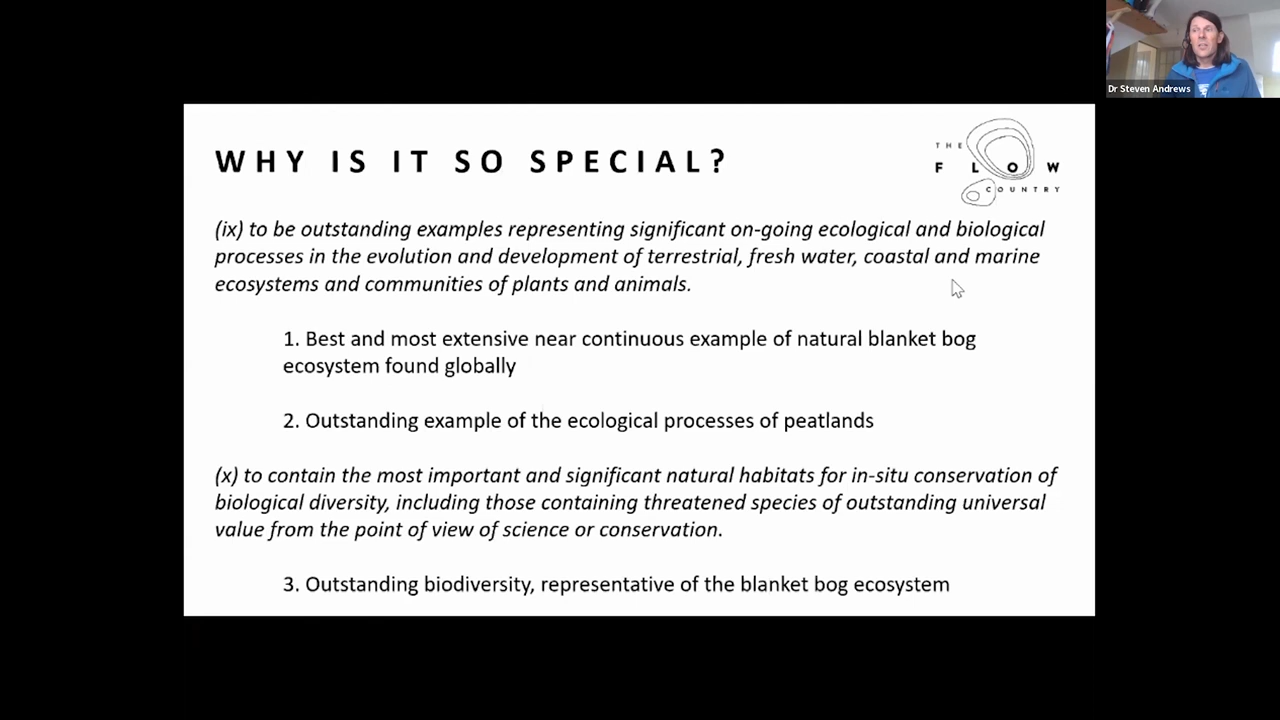 Dr Steven Andrews
WHY IS IT SO SPECIAL?
THE
FLOW
COUNTRY
(ix) to be outstanding examples representing significant on-going ecological and biological
processes in the evolution and development of terrestrial, fresh water, coastal and marine
ecosystems and communities of plants and animals.
1. Best and most extensive near continuous example of natural blanket bog
ecosystem found globally
2. Outstanding example of the ecological processes of peatlands
(x) to contain the most important and significant natural habitats for in-situ conservation of
biological diversity, including those containing threatened species of outstanding universal
value from the point of view of science or conservation.
3. Outstanding biodiversity, representative of the blanket bog ecosystem